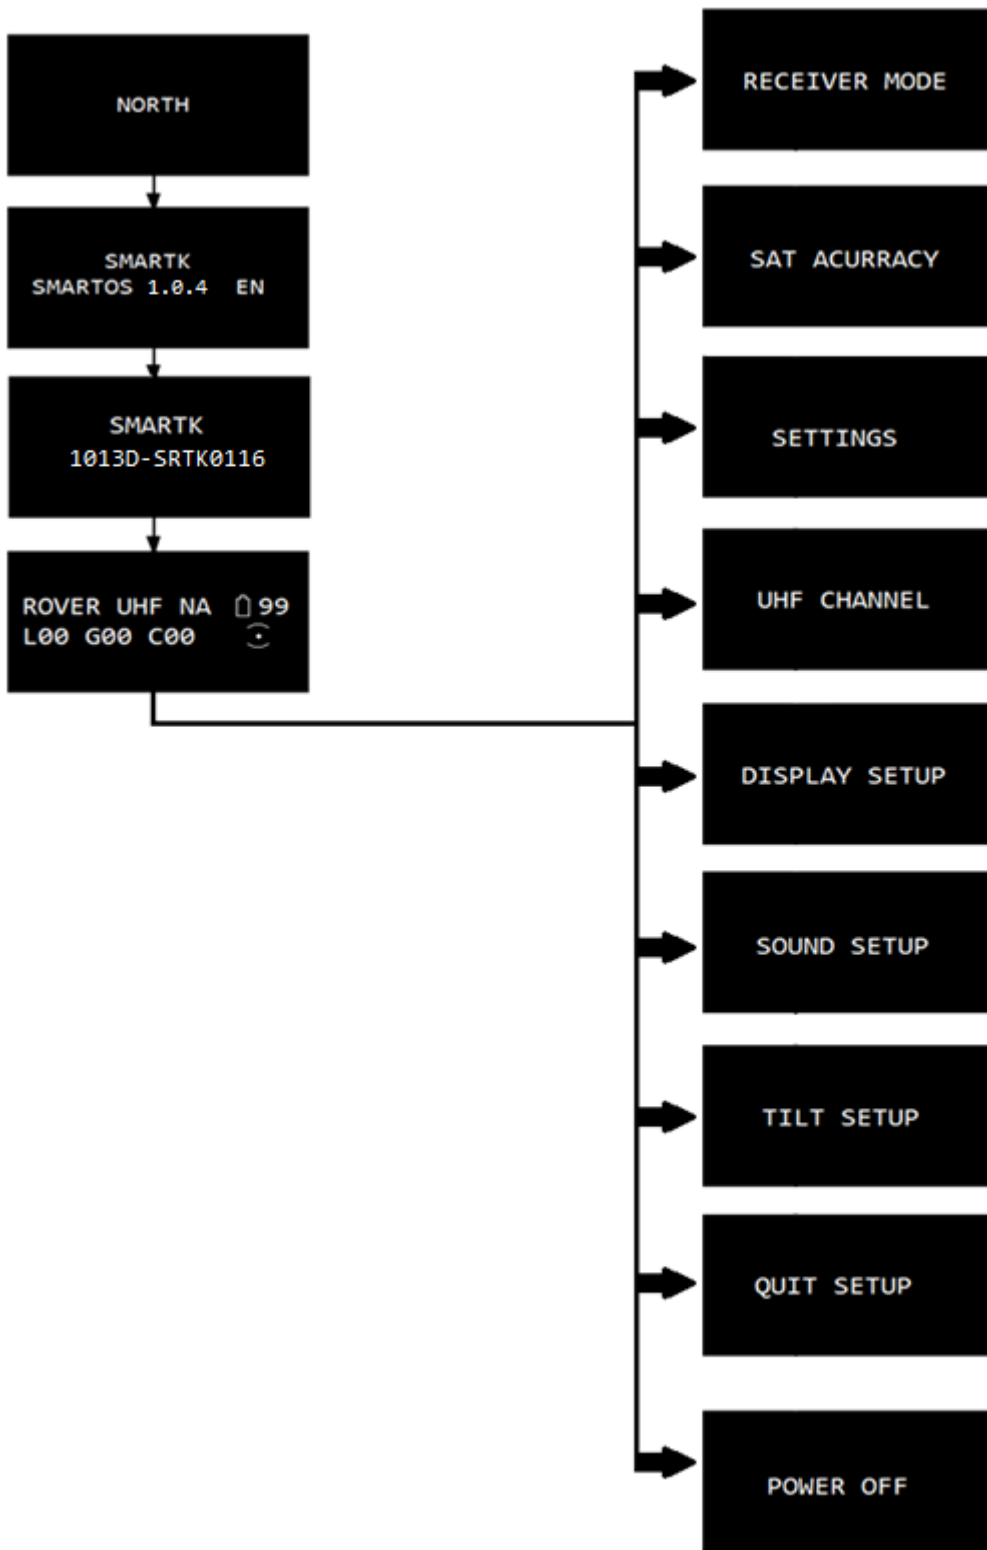 NORTH
SMARTK
SMARTOS 1.0.4 EN
SMARTK
1013D-SRTK0116
ROVER UHF NA 99
L00 G00 C00
RECEIVER MODE
SAT ACURRACY
SETTINGS
UHF CHANNEL
DISPLAY SETUP
SOUND SETUP
TILT SETUP
QUIT SETUP
POWER OFF